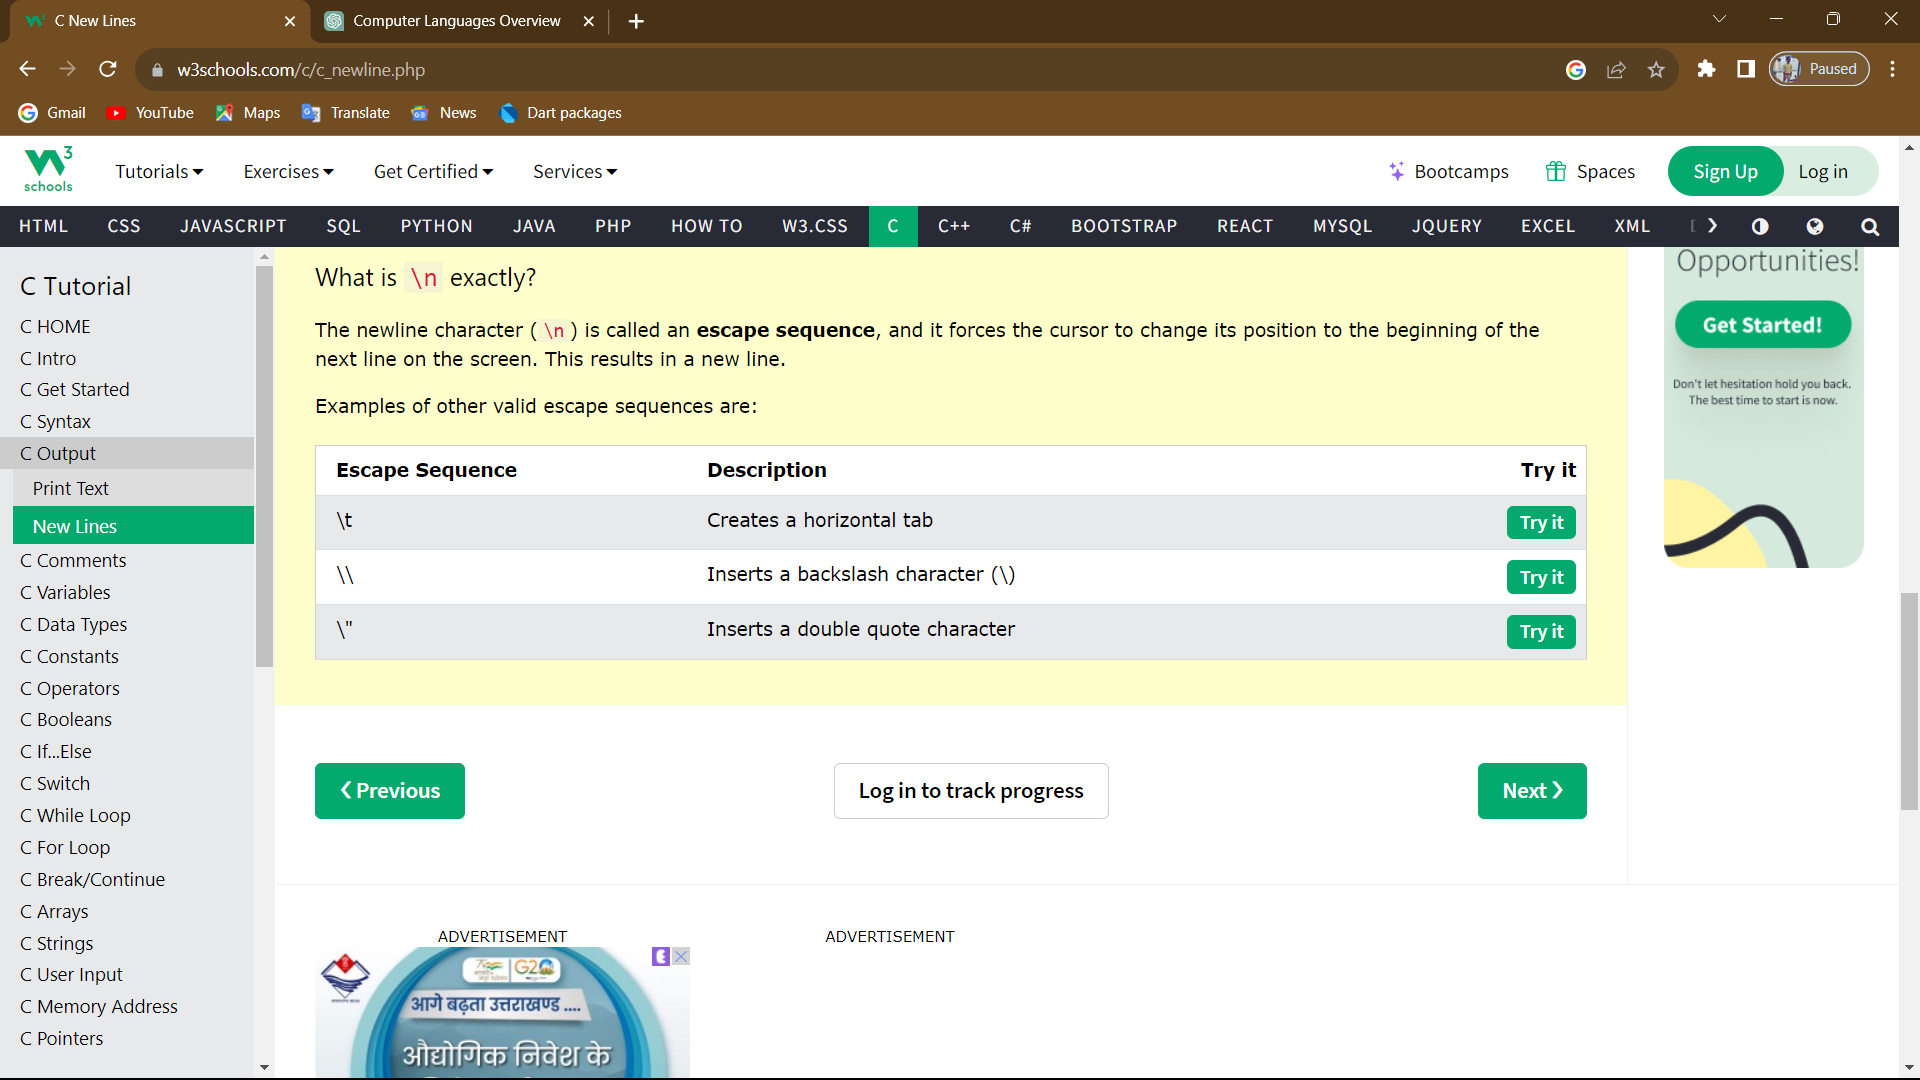 C New Lines
Computer Languages Overview
w3schools.com/c/c_newline.php
Paused
Gmail
YouTube
Maps
Translate
News
Dart packages
3
schools
Tutorials
Exercises
Get Certified
Services
Bootcamps
Spaces
Sign Up
Log in
HTML
CSS
JAVASCRIPT
SQL
PYTHON
JAVA
PHP
HOW TO
W3.CSS
C
C++
C#
BOOTSTRAP
REACT
MYSQL
JQUERY
EXCEL
XML
C Tutorial
C HOME
C Intro
C Get Started
C Syntax
C Output
Print Text
New Lines
C Comments
C Variables
C Data Types
C Constants
C Operators
C Booleans
C If...Else
C Switch
C While Loop
C For Loop
C Break/Continue
C Arrays
C Strings
C User Input
C Memory Address
C Pointers
What is \n exactly?
The newline character ( \n ) is called an escape sequence, and it forces the cursor to change its position to the beginning of the
next line on the screen. This results in a new line.
Examples of other valid escape sequences are:
Escape Sequence Description Try it
\t Creates a horizontal tab Try it
\\ Inserts a backslash character (\) Try it
\" Inserts a double quote character Try it
❮ Previous
Log in to track progress
Next ❯
Opportunities!
Get Started!
Don't let hesitation hold you back.
The best time to start is now.
ADVERTISEMENT
ADVERTISEMENT
G20
आगे बढ़ता उत्तराखण्ड ....
औद्योगिक निवेश के